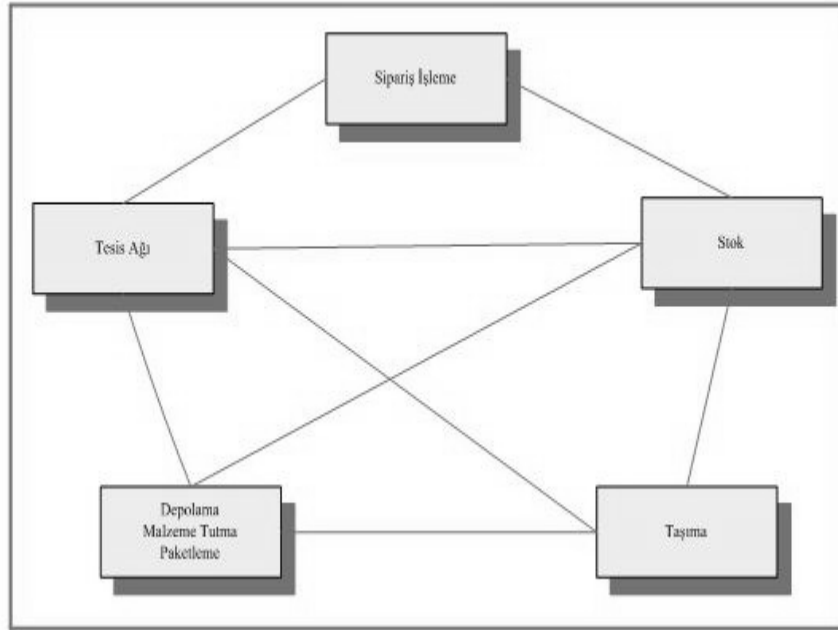 Sipariş İşleme
Tesis Ağı
Stok
Depolama
Malzeme Tutma
Paketleme
Taşıma